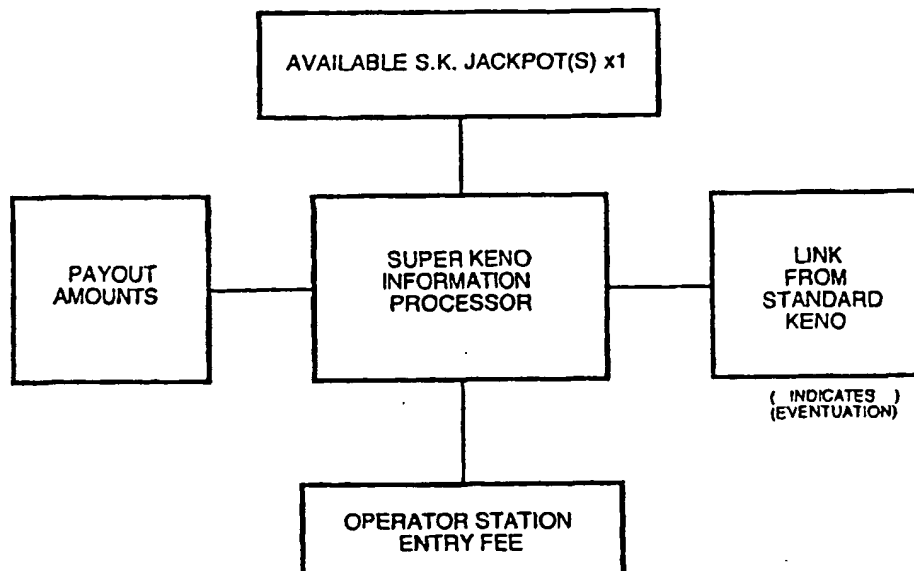 AVAILABLE S.K. JACKPOT(S) x1
PAYOUT
AMOUNTS
SUPER KENO
INFORMATION
PROCESSOR
LINK
FROM
STANDARD
KENO
( INDICATES )
(EVENTUATION)
OPERATOR STATION
ENTRY FEE